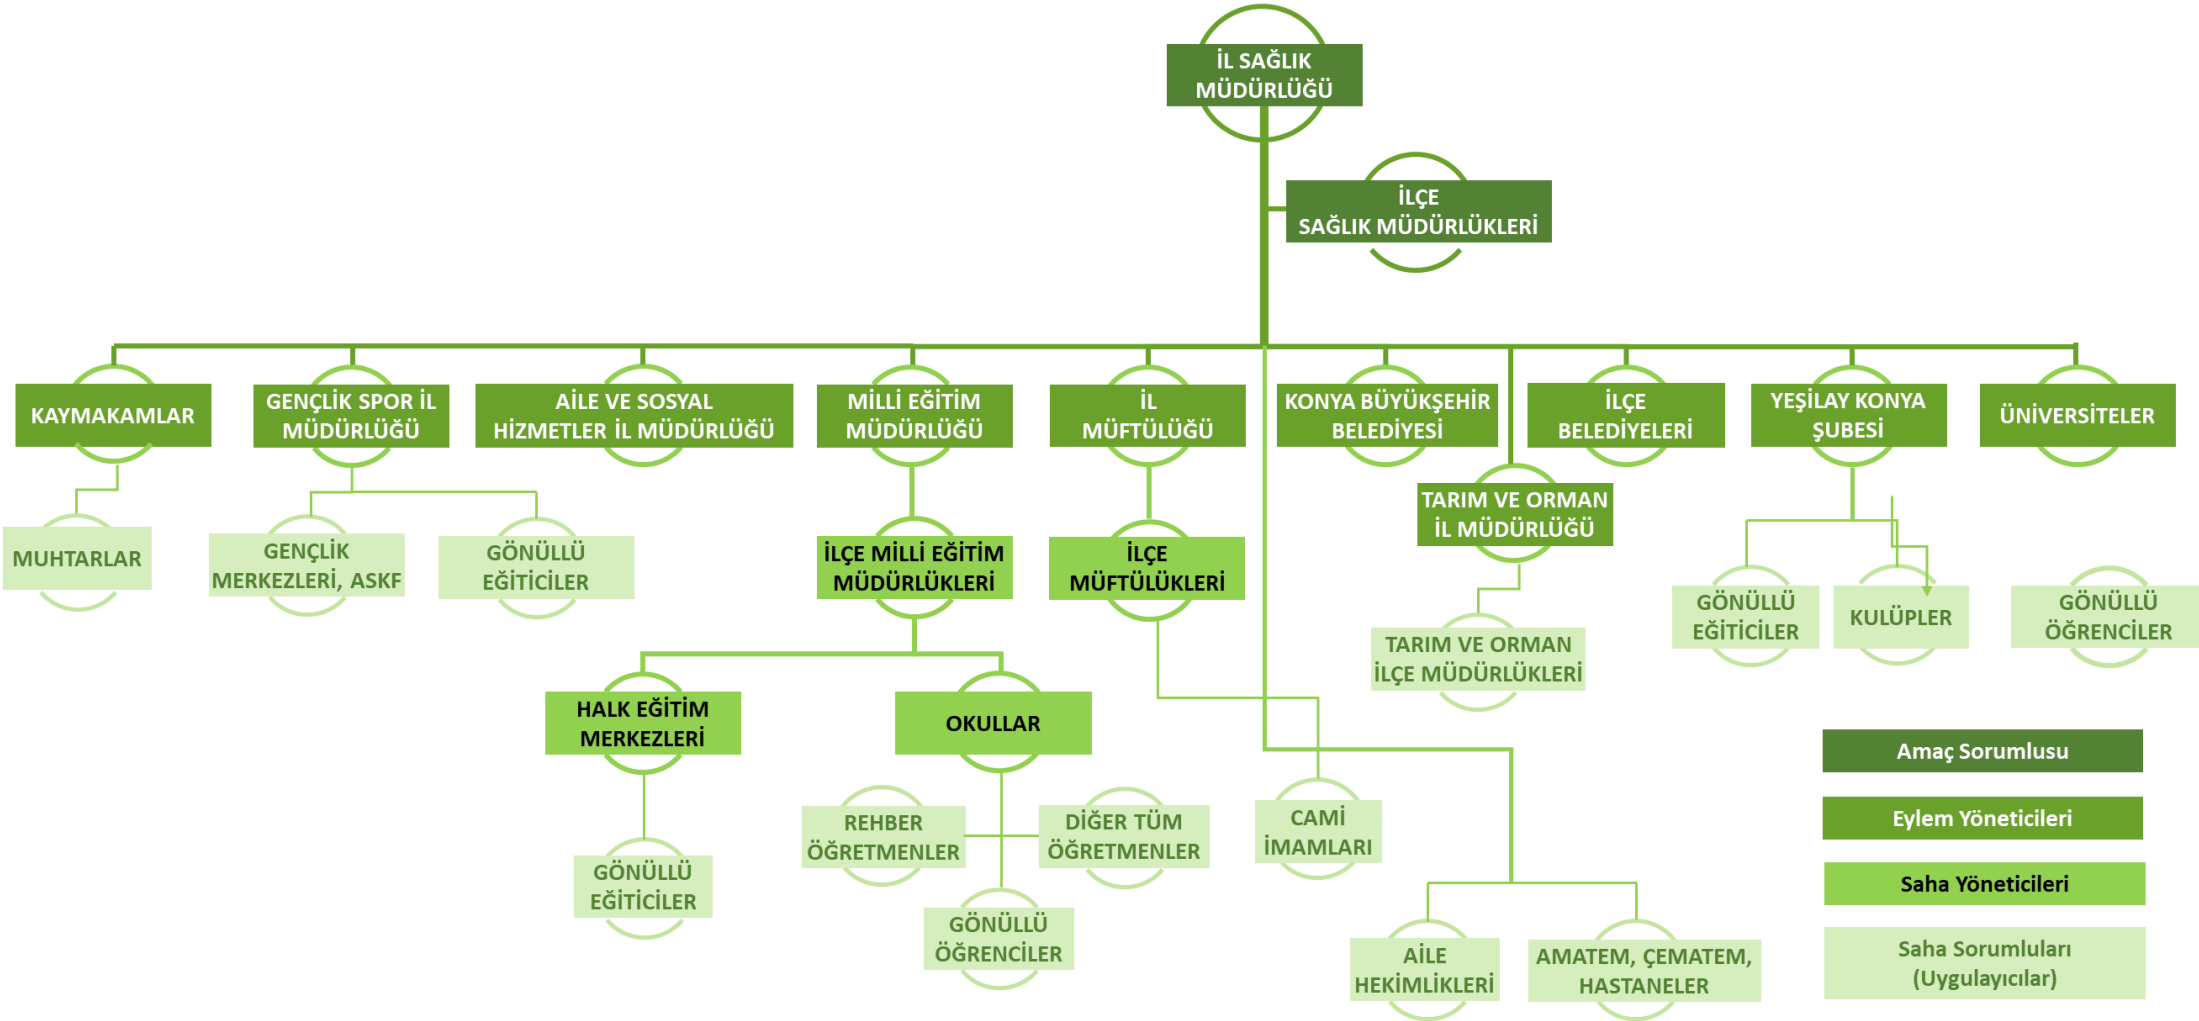 İL SAĞLIK
MÜDÜRLÜĞÜ
İLÇE
SAĞLIK MÜDÜRLÜKLERİ
KAYMAKAMLAR
GENÇLİK SPOR İL
MÜDÜRLÜĞÜ
AİLE VE SOSYAL
HİZMETLER İL MÜDÜRLÜĞÜ
MİLLİ EĞİTİM
MÜDÜRLÜĞÜ
İL
MÜFTÜLÜĞÜ
KONYA BÜYÜKŞEHİR
BELEDİYESİ
İLÇE
BELEDİYELERİ
YEŞİLAY KONYA
ŞUBESİ
ÜNİVERSİTELER
TARIM VE ORMAN
İL MÜDÜRLÜĞÜ
MUHTARLAR
GENÇLİK
MERKEZLERİ, ASKF
GÖNÜLLÜ
EĞİTİCİLER
İLÇE MİLLİ EĞİTİM
MÜDÜRLÜKLERİ
İLÇE
MÜFTÜLÜKLERİ
TARIM VE ORMAN
İLÇE MÜDÜRLÜKLERİ
GÖNÜLLÜ
EĞİTİCİLER
KULÜPLER
GÖNÜLLÜ
ÖĞRENCİLER
HALK EĞİTİM
MERKEZLERİ
OKULLAR
REHBER
ÖĞRETMENLER
DİĞER TÜM
ÖĞRETMENLER
CAMİ
İMAMLARI
GÖNÜLLÜ
EĞİTİCİLER
GÖNÜLLÜ
ÖĞRENCİLER
AİLE
HEKİMLİKLERİ
AMATEM, ÇEMATEM,
HASTANELER
Amaç Sorumlusu
Eylem Yöneticileri
Saha Yöneticileri
Saha Sorumluları
(Uygulayıcılar)